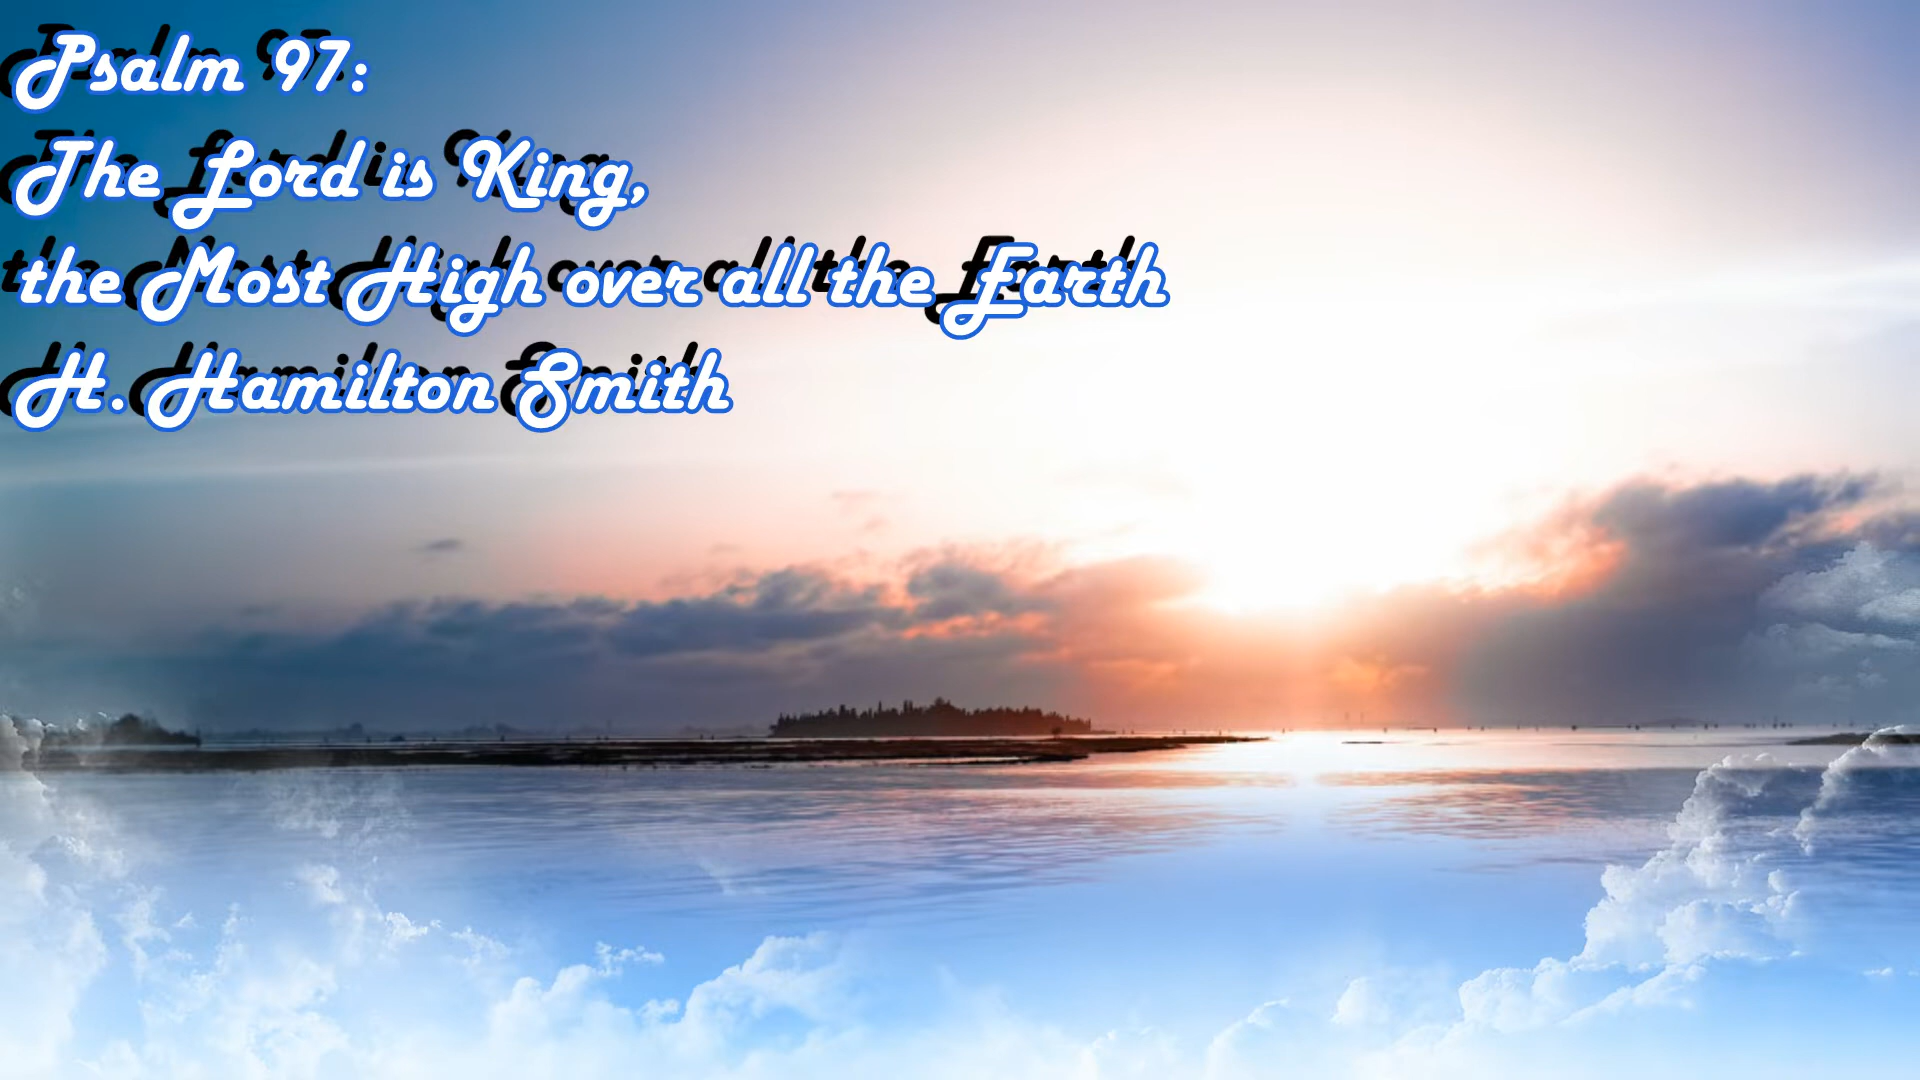 Psalm 97:
The Lord is King,
the Most High over all the Earth
H. Hamilton Smith